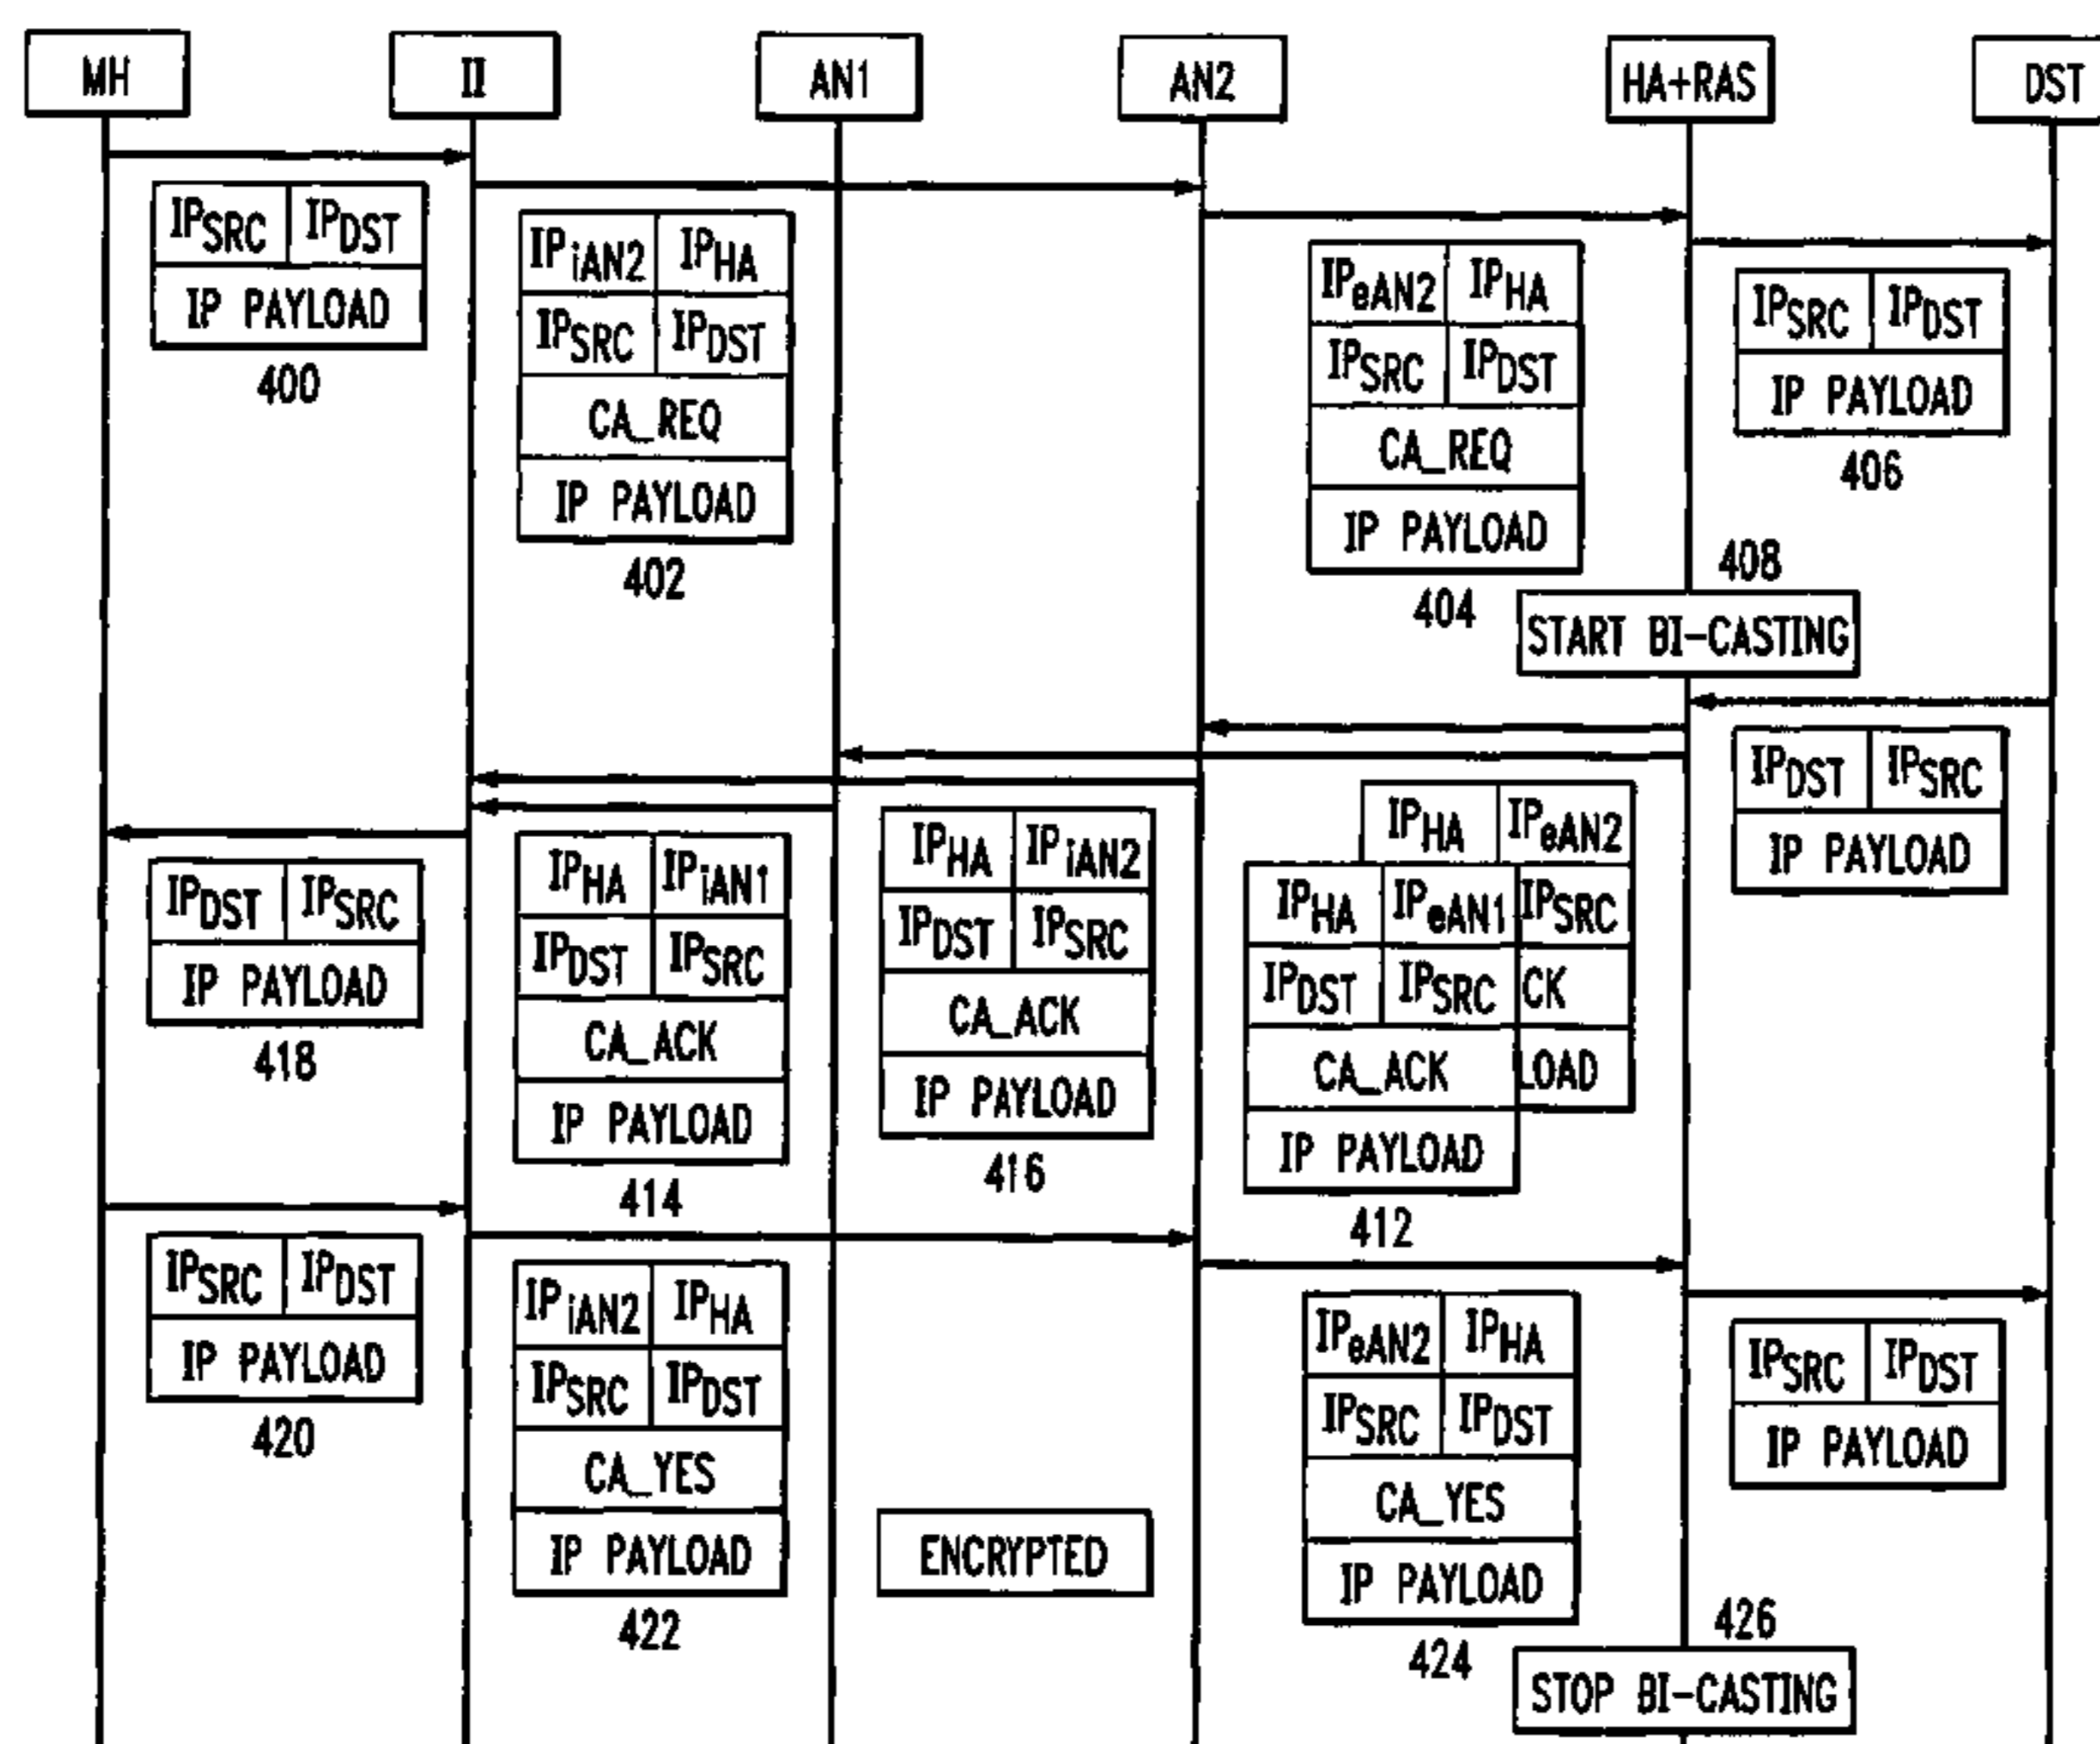 MH II AN1 AN2 HA+RAS DST
IPSRC IPDST
IP PAYLOAD
400
IPiAN2 IPHA
IPSRC IPDST
CA_REQ
IP PAYLOAD
402
IPeAN2 IPHA
IPSRC IPDST
CA_REQ
IP PAYLOAD
404
IPSRC IPDST
IP PAYLOAD
406
408
START BI-CASTING
IPDST IPSRC
IP PAYLOAD
IPHA IPeAN2
IPHA IPeAN1 IPSRC
IPDST IPSRC CK
CA_ACK LOAD
IP PAYLOAD
412
IPHA IPiAN2
IPDST IPSRC
CA_ACK
IP PAYLOAD
416
IPHA IPiAN1
IPDST IPSRC
CA_ACK
IP PAYLOAD
414
IPDST IPSRC
IP PAYLOAD
418
IPSRC IPDST
IP PAYLOAD
420
IPiAN2 IPHA
IPSRC IPDST
CA_YES
IP PAYLOAD
422
ENCRYPTED
IPeAN2 IPHA
IPSRC IPDST
CA_YES
IP PAYLOAD
424
IPSRC IPDST
IP PAYLOAD
426
STOP BI-CASTING